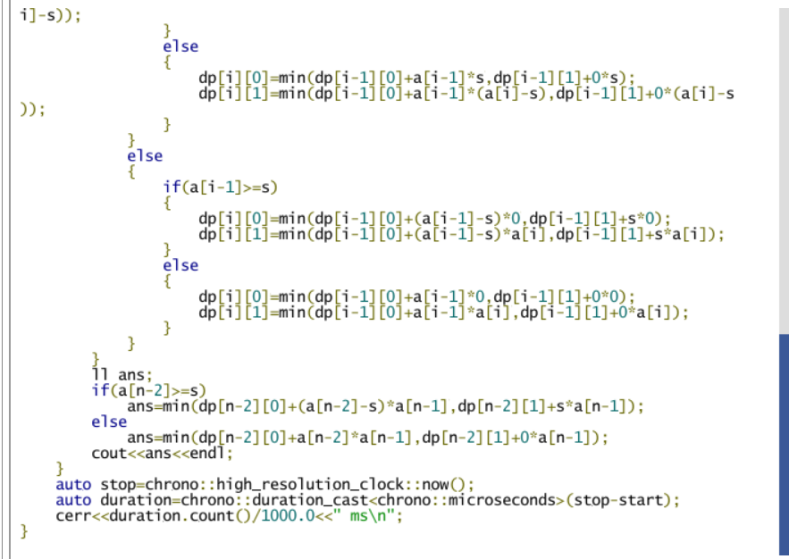 i]-s));
}
else
{
dp[i][0]=min(dp[i-1][0]+a[i-1]*s,dp[i-1][1]+0*s);
dp[i][1]=min(dp[i-1][0]+a[i-1]*(a[i]-s),dp[i-1][1]+0*(a[i]-s
));
}
}
else
{
if(a[i-1]>=s)
{
dp[i][0]=min(dp[i-1][0]+(a[i-1]-s)*0,dp[i-1][1]+s*0);
dp[i][1]=min(dp[i-1][0]+(a[i-1]-s)*a[i],dp[i-1][1]+s*a[i]);
}
else
{
dp[i][0]=min(dp[i-1][0]+a[i-1]*0,dp[i-1][1]+0*0);
dp[i][1]=min(dp[i-1][0]+a[i-1]*a[i],dp[i-1][1]+0*a[i]);
}
}
}
ll ans;
if(a[n-2]>=s)
ans=min(dp[n-2][0]+(a[n-2]-s)*a[n-1],dp[n-2][1]+s*a[n-1]);
else
ans=min(dp[n-2][0]+a[n-2]*a[n-1],dp[n-2][1]+0*a[n-1]);
cout<<ans<<endl;
}
auto stop=chrono::high_resolution_clock::now();
auto duration=chrono::duration_cast<chrono::microseconds>(stop-start);
cerr<<duration.count()/1000.0<<" ms\n";
}